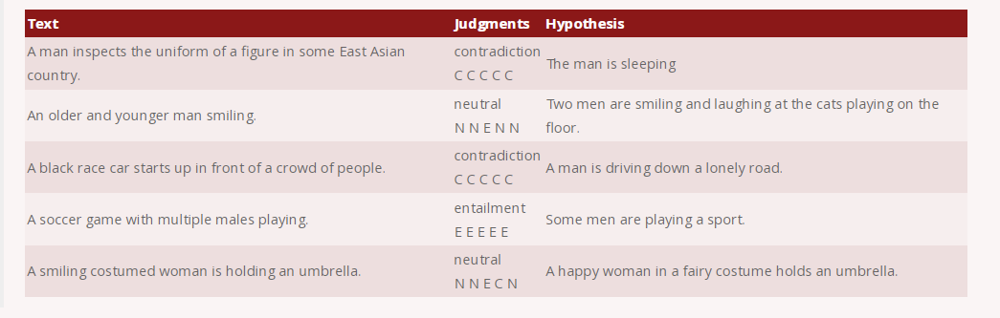 Text Judgments Hypothesis
A man inspects the uniform of a figure in some East Asian
country.
contradiction
C C C C C
The man is sleeping
An older and younger man smiling.
neutral
N N E N N
Two men are smiling and laughing at the cats playing on the
floor.
A black race car starts up in front of a crowd of people.
contradiction
C C C C C
A man is driving down a lonely road.
A soccer game with multiple males playing.
entailment
E E E E E
Some men are playing a sport.
A smiling costumed woman is holding an umbrella.
neutral
N N E C N
A happy woman in a fairy costume holds an umbrella.